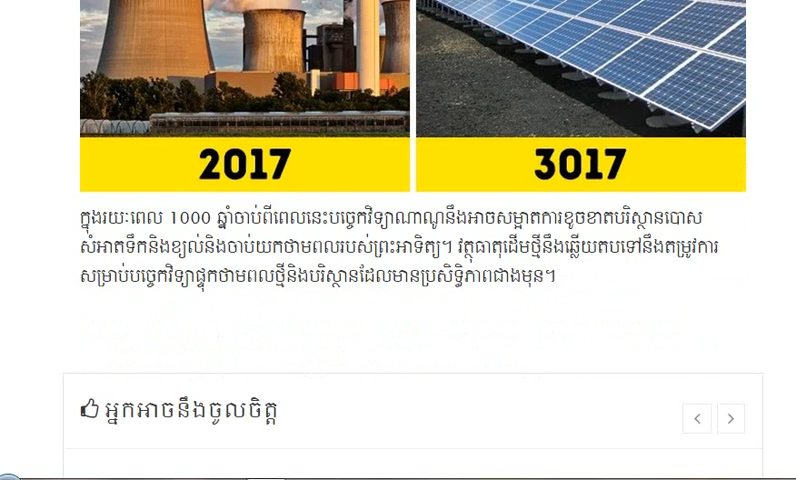 2017
3017
ក្នុងរយៈពេល 1000 ឆ្នាំចាប់ពីពេលនេះបច្ចេកវិទ្យាណាណូនឹងអាចសម្អាតការខូចខាតបរិស្ថានបោស
សំអាតទឹកនិងខ្យល់និងចាប់យកថាមពលរបស់ព្រះអាទិត្យ។ វត្ថុធាតុដើមថ្មីនឹងឆ្លើយតបទៅនឹងតម្រូវការ
សម្រាប់បច្ចេកវិទ្យាផ្ទុកថាមពលថ្មីនិងបរិស្ថានដែលមានប្រសិទ្ធិភាពជាងមុន។
អ្នកអាចនឹងចូលចិត្ត